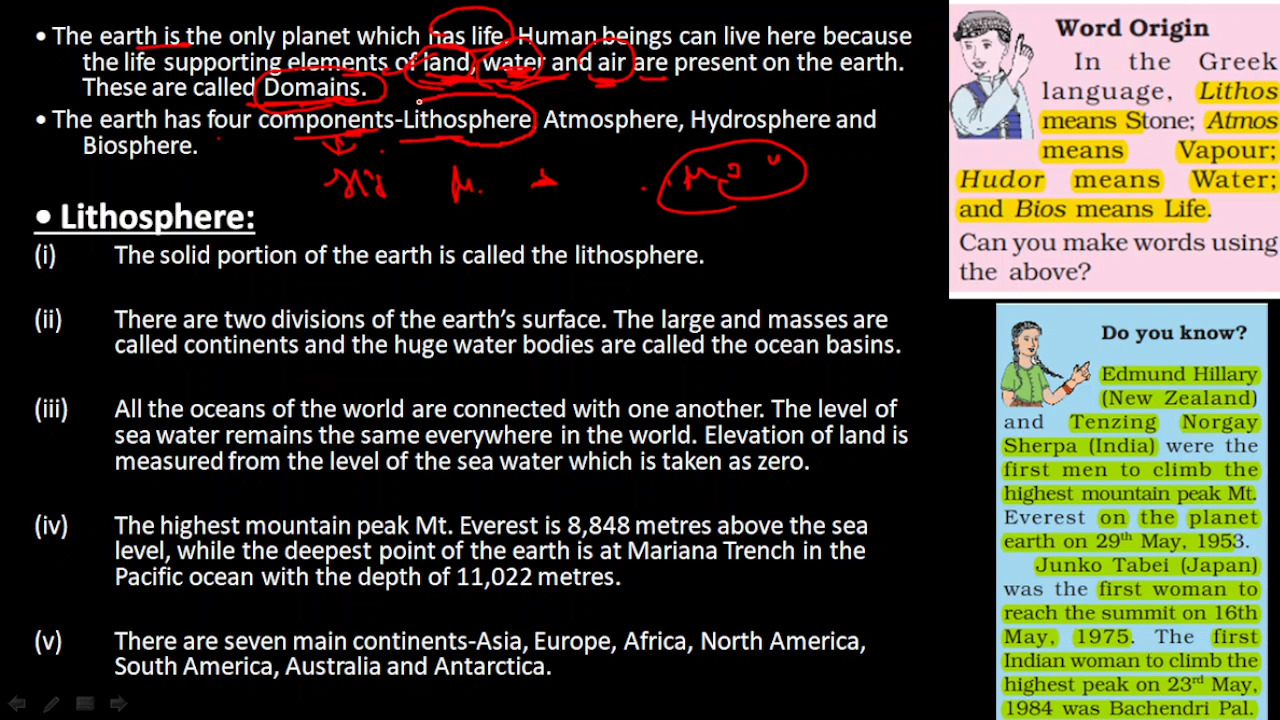 • The earth is the only planet which has life. Human beings can live here because
the life supporting elements of land, water and air are present on the earth.
These are called Domains.
• The earth has four components-Lithosphere, Atmosphere, Hydrosphere and
Biosphere.
• Lithosphere:
(i) The solid portion of the earth is called the lithosphere.
(ii) There are two divisions of the earth's surface. The large and masses are
called continents and the huge water bodies are called the ocean basins.
(iii) All the oceans of the world are connected with one another. The level of
sea water remains the same everywhere in the world. Elevation of land is
measured from the level of the sea water which is taken as zero.
(iv) The highest mountain peak Mt. Everest is 8,848 metres above the sea
level, while the deepest point of the earth is at Mariana Trench in the
Pacific ocean with the depth of 11,022 metres.
(v) There are seven main continents-Asia, Europe, Africa, North America,
South America, Australia and Antarctica.
Word Origin
In the Greek
language, Lithos
means Stone; Atmos
means Vapour;
Hudor means Water;
and Bios means Life.
Can you make words using
the above?
Do you know?
Edmund Hillary
(New Zealand)
and Tenzing Norgay
Sherpa (India) were the
first men to climb the
highest mountain peak Mt.
Everest on the planet
earth on 29th May, 1953.
Junko Tabei (Japan)
was the first woman to
reach the summit on 16th
May, 1975. The first
Indian woman to climb the
highest peak on 23rd May,
1984 was Bachendri Pal.